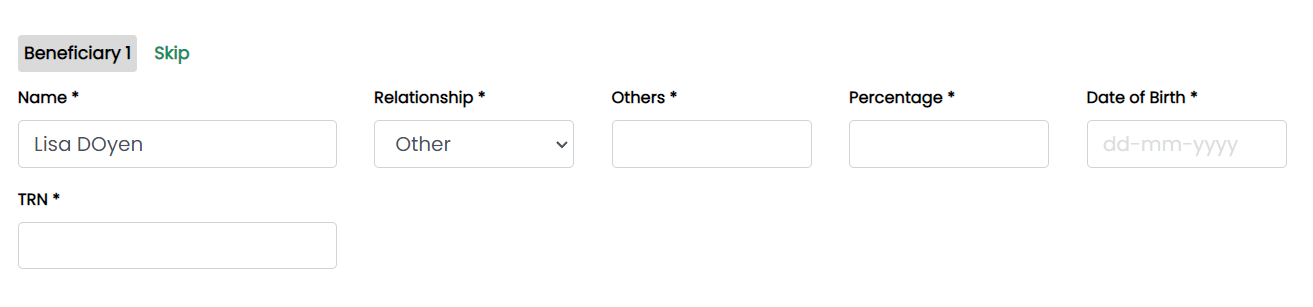 Beneficiary 1 Skip
Name * Relationship * Others * Percentage * Date of Birth *
Lisa DOyen Other dd-mm-yyyy
TRN *